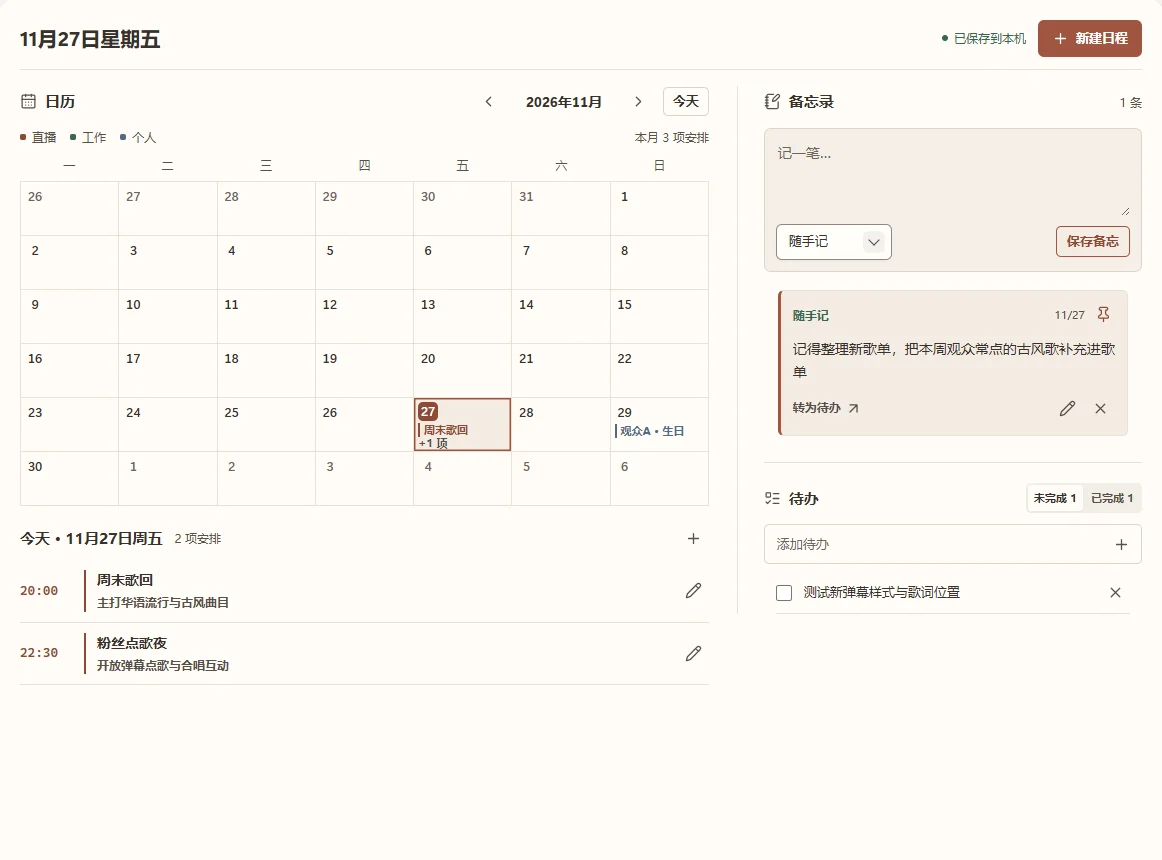 11月27日星期五
已保存到本机
新建日程
日历
2026年11月
今天
直播 工作 个人
本月 3 项安排
一 二 三 四 五 六 日
26 27 28 29 30 31 1
2 3 4 5 6 7 8
9 10 11 12 13 14 15
16 17 18 19 20 21 22
23 24 25 26 27 28 29
周末歌回
+1 项
观众A • 生日
30 1 2 3 4 5 6
今天 • 11月27日周五 2 项安排
20:00
周末歌回
主打华语流行与古风曲目
22:30
粉丝点歌夜
开放弹幕点歌与合唱互动
备忘录
1 条
记一笔...
随手记
保存备忘
随手记
11/27
记得整理新歌单，把本周观众常点的古风歌补充进歌
单
转为待办
待办
未完成 1 已完成 1
添加待办
测试新弹幕样式与歌词位置